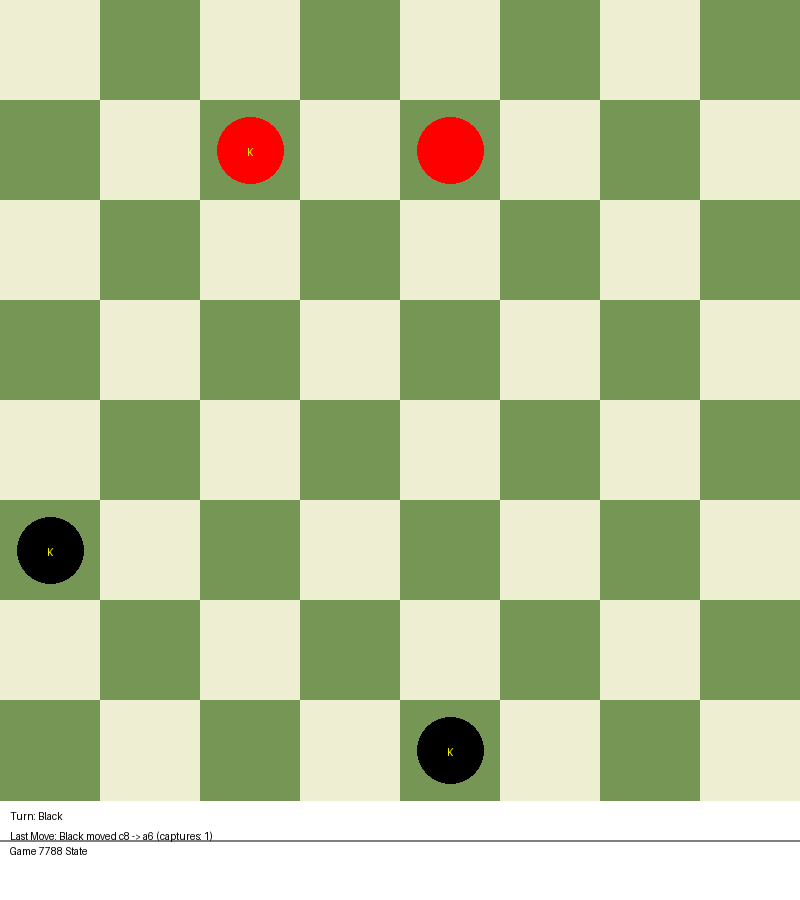 K
K
K
Turn: Black
Last Move: Black moved c8 -> a6 (captures: 1)
Game 7788 State